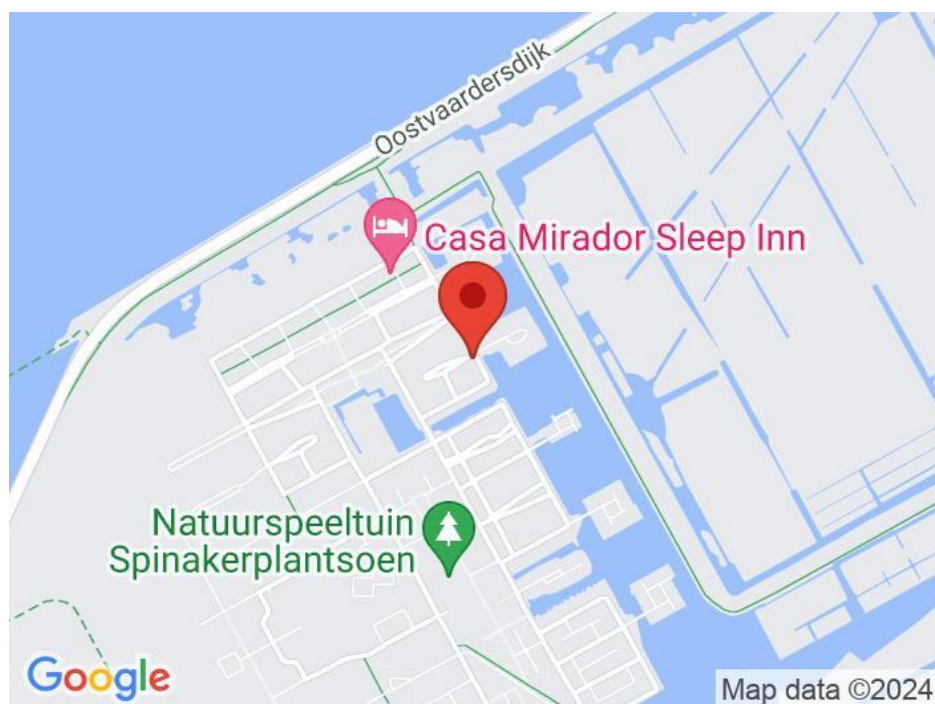 Oostvaardersdijk
Casa Mirador Sleep Inn
Natuurspeeltuin
Spinakerplantsoen
Google
Map data ©2024